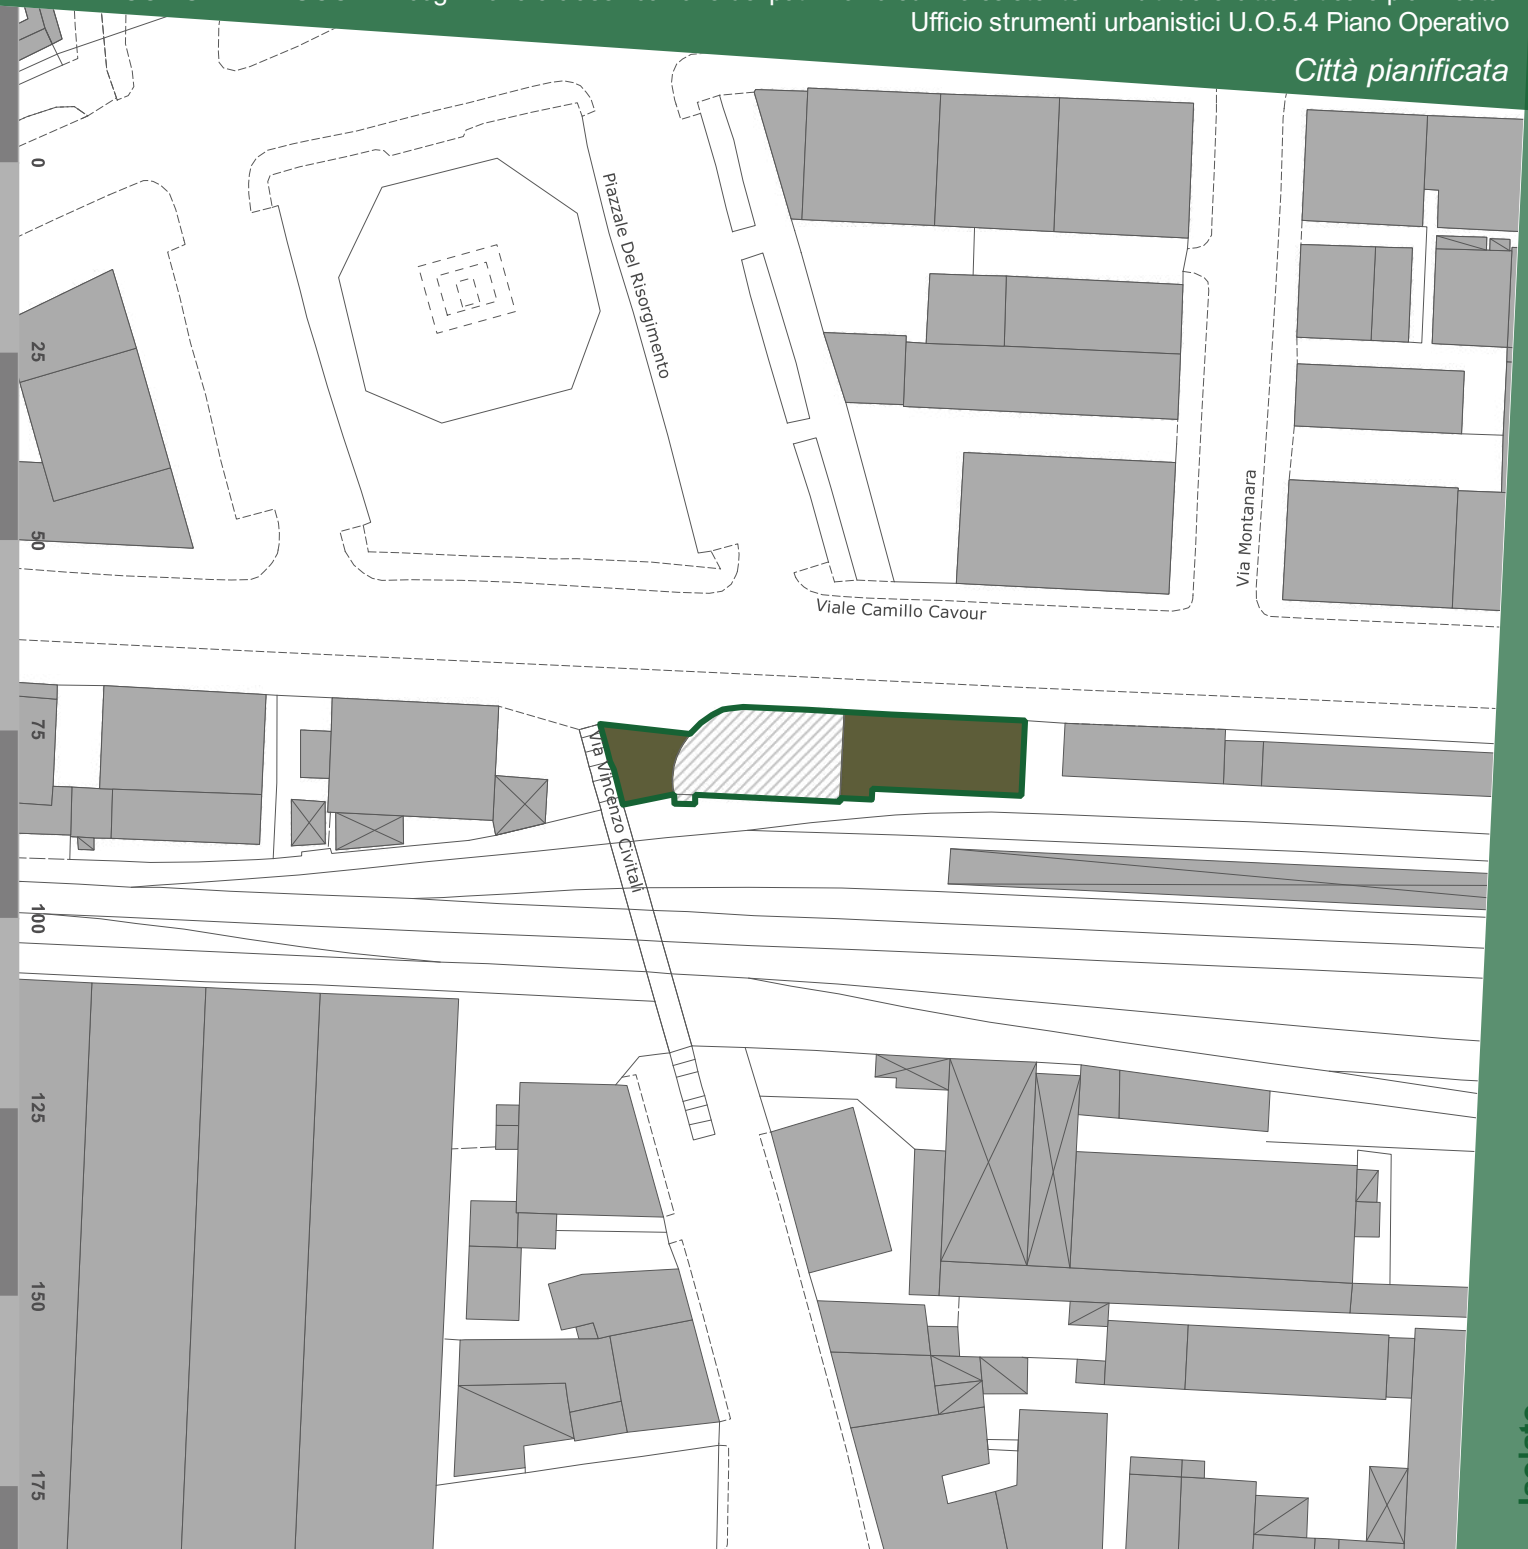 Ufficio strumenti urbanistici U.O.5.4 Piano Operativo
Città pianificata
0
25
50
75
100
125
150
175
Piazzale Del Risorgimento
Via Montanara
Viale Camillo Cavour
Via Vincenzo Civitali